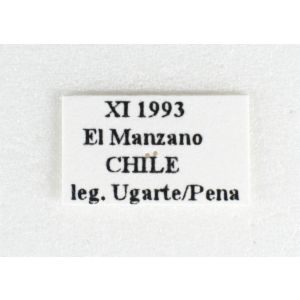 XI 1993
El Manzano
CHILE
leg. Ugarte/Pena